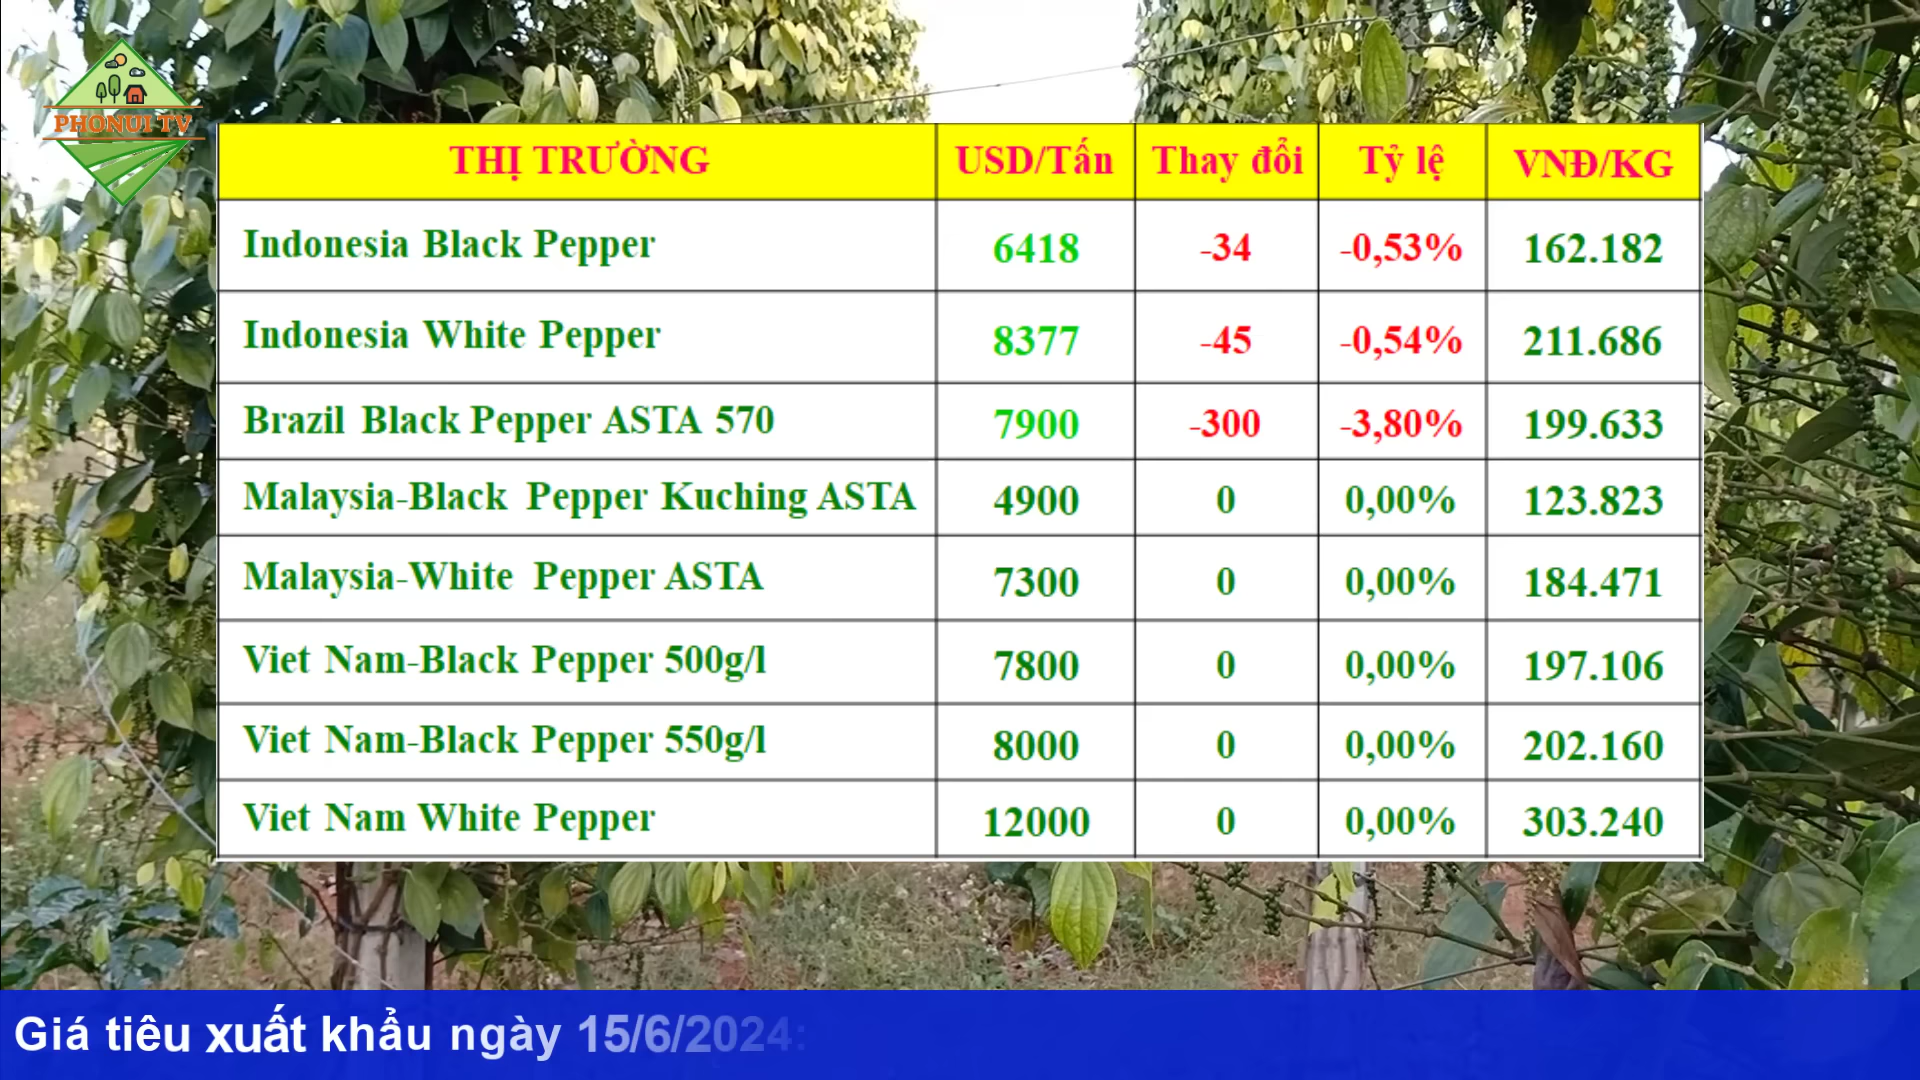 PHONUI TV
THỊ TRƯỜNG USD/Tấn Thay đổi Tỷ lệ VNĐ/KG
Indonesia Black Pepper 6418 -34 -0,53% 162.182
Indonesia White Pepper 8377 -45 -0,54% 211.686
Brazil Black Pepper ASTA 570 7900 -300 -3,80% 199.633
Malaysia-Black Pepper Kuching ASTA 4900 0 0,00% 123.823
Malaysia-White Pepper ASTA 7300 0 0,00% 184.471
Viet Nam-Black Pepper 500g/l 7800 0 0,00% 197.106
Viet Nam-Black Pepper 550g/l 8000 0 0,00% 202.160
Viet Nam White Pepper 12000 0 0,00% 303.240
Giá tiêu xuất khẩu ngày 15/6/2024: